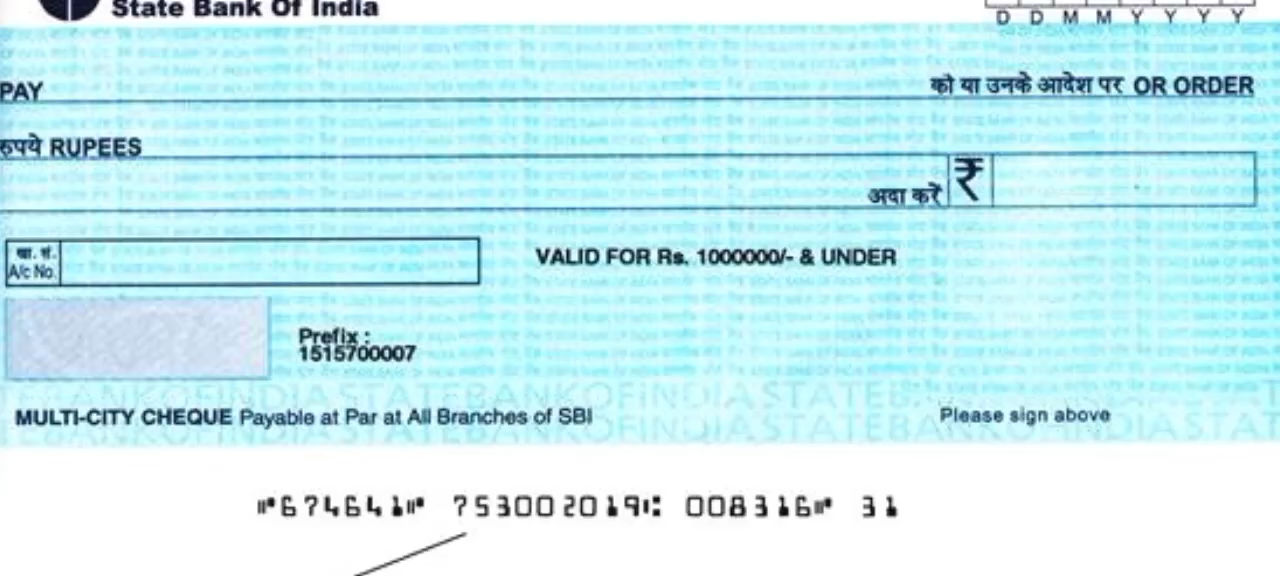 State Bank Of India
D D M M Y Y Y Y
PAY को या उनके आदेश पर OR ORDER
रुपये RUPEES
अदा करें ₹
खा. सं.
A/c No.
VALID FOR Rs. 1000000/- & UNDER
Prefix :
1515700007
STATEBANKOFINDIASTATEBANKOFINDIASTATE
MULTI-CITY CHEQUE Payable at Par at All Branches of SBI Please sign above
⑈674641⑈ 753002019⑆ 008316⑈ 31